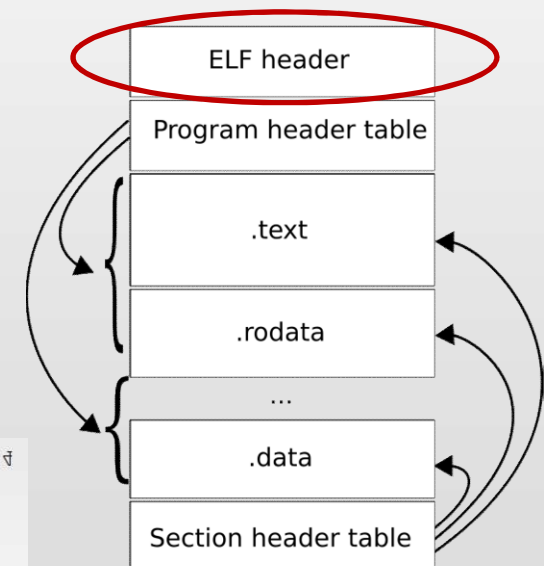 ELF header
Program header table
.text
.rodata
...
.data
Section header table